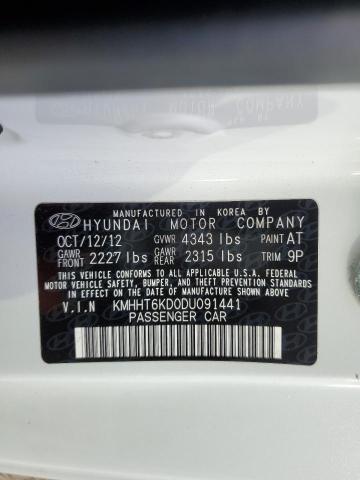 MANUFACTURED IN KOREA BY
HYUNDAI MOTOR COMPANY
OCT/12/12 GVWR 4343 lbs PAINT AT
GAWR FRONT 2227 lbs GAWR REAR 2315 lbs TRIM 9P
THIS VEHICLE CONFORMS TO ALL APPLICABLE U.S.A. FEDERAL
MOTOR VEHICLE SAFETY, BUMPER, AND THEFT PREVENTION
STANDARDS IN EFFECT ON THE DATE OF MANUFACTURE SHOWN ABOVE.
V.I.N KMHHT6KD0DU091441
PASSENGER CAR